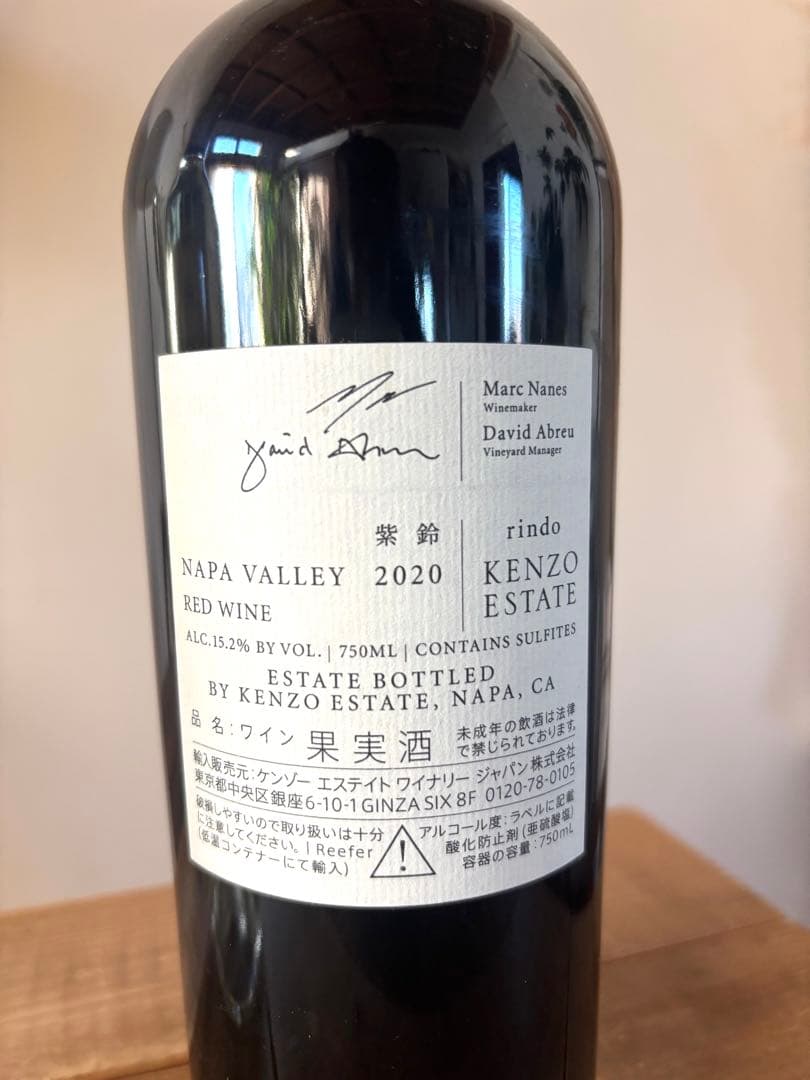 David Abreu
Marc Nanes
Winemaker
David Abreu
Vineyard Manager
紫鈴
rindo
NAPA VALLEY 2020
KENZO
ESTATE
RED WINE
ALC.15.2% BY VOL. | 750ML | CONTAINS SULFITES
ESTATE BOTTLED
BY KENZO ESTATE, NAPA, CA
品 名：ワイン 果実酒
未成年の飲酒は法律
で禁じられております。
輸入販売元：ケンゾー エステイト ワイナリー ジャパン株式会社
東京都中央区銀座6-10-1 GINZA SIX 8F 0120-78-0105
破損しやすいので取り扱いは十分
に注意してください。 | Reefer
(低温コンテナーにて輸入)
アルコール度：ラベルに記載
酸化防止剤(亜硫酸塩)
容器の容量：750mL